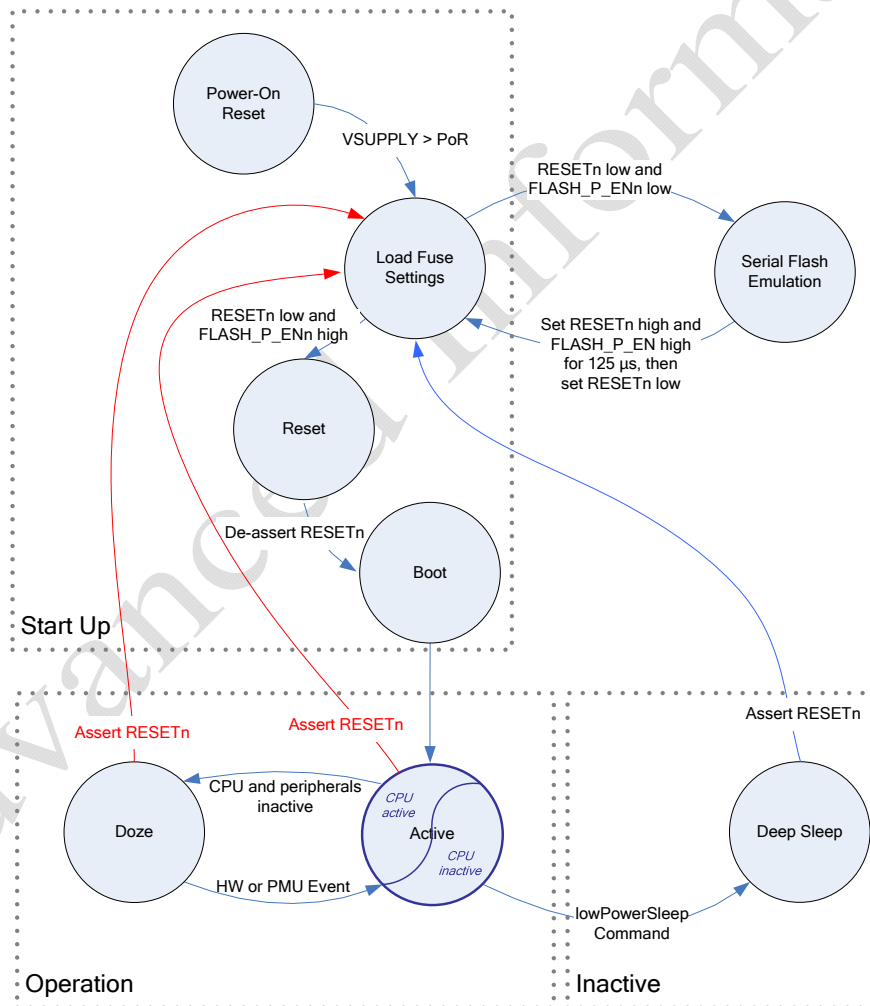 Power-On
Reset
VSUPPLY > PoR
RESETn low and
FLASH_P_ENn low
Load Fuse
Settings
Serial Flash
Emulation
RESETn low and
FLASH_P_ENn high
Set RESETn high and
FLASH_P_EN high
for 125 µs, then
set RESETn low
Reset
De-assert RESETn
Boot
Start Up
Assert RESETn
Assert RESETn
Assert RESETn
CPU and peripherals
inactive
CPU
active
Doze
Active
CPU
inactive
Deep Sleep
HW or PMU Event
lowPowerSleep
Command
Operation
Inactive
Advanced Informa